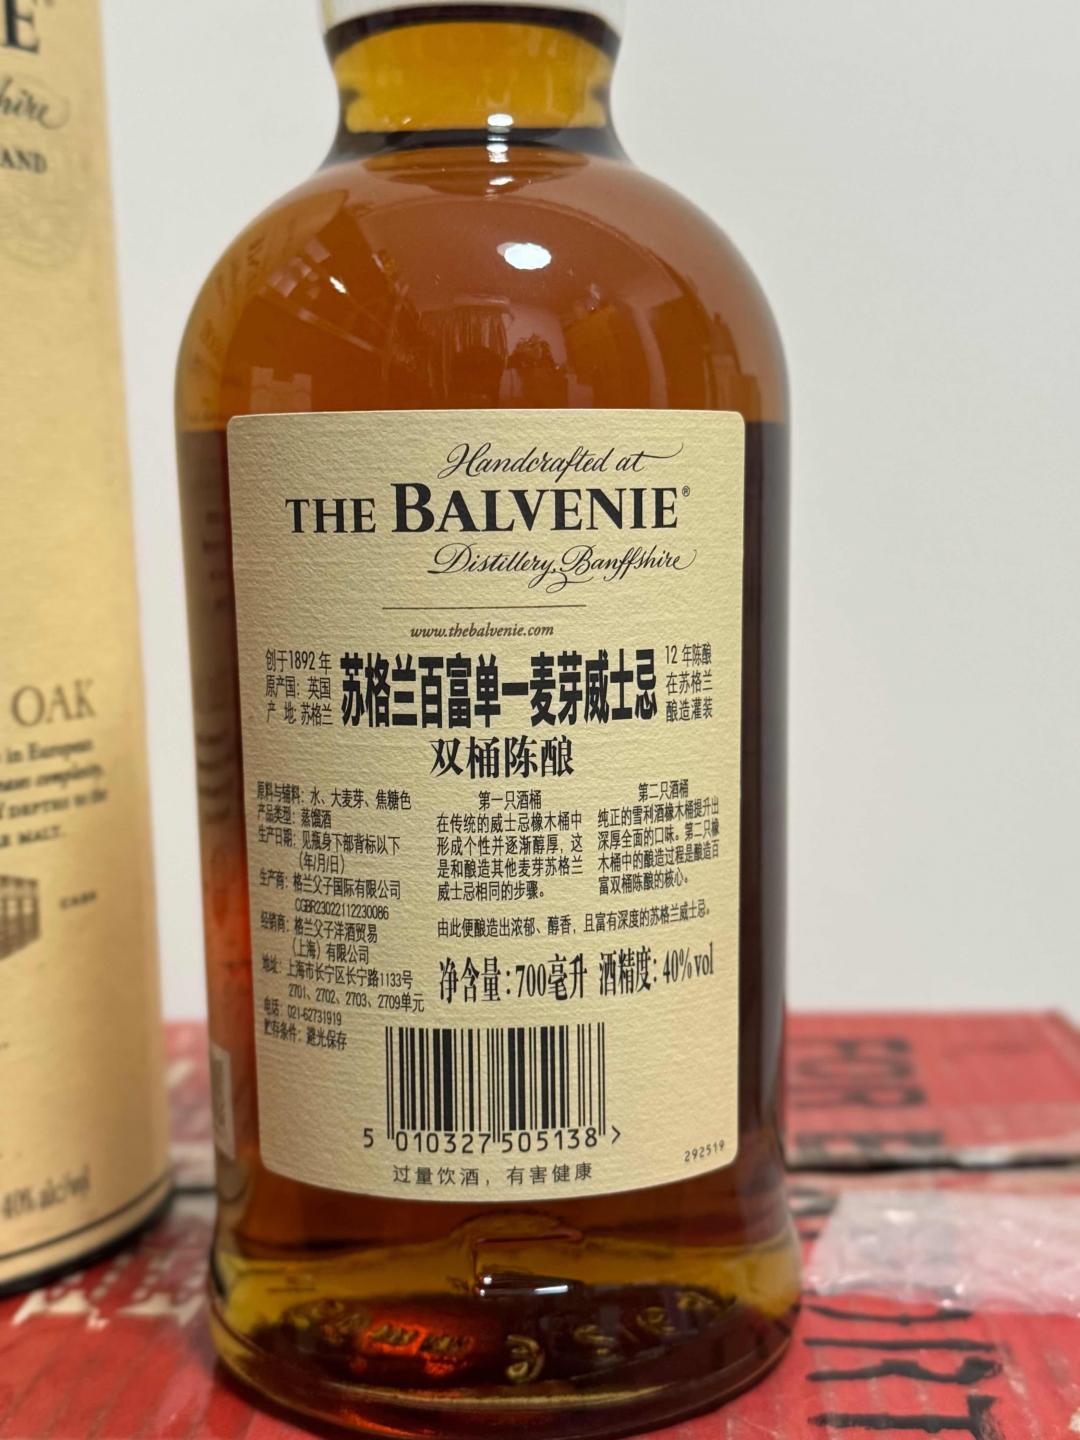 E
hire
AND
OAK
in European
to the
MALT.
CASK
40% alc/vol
Handcrafted at
THE BALVENIE®
Distillery, Banffshire
www.thebalvenie.com
创于1892年
原产国：英国
产 地：苏格兰
苏格兰百富单一麦芽威士忌
12年陈酿
在苏格兰
酿造灌装
双桶陈酿
原料与辅料：水、大麦芽、焦糖色
产品类型：蒸馏酒
生产日期：见瓶身下部背标以下
（年/月/日）
生产商：格兰父子国际有限公司
CGBR23022112230086
经销商：格兰父子洋酒贸易
（上海）有限公司
地址：上海市长宁区长宁路1133号
2701、2702、2703、2709单元
电话：021-62731919
贮存条件：避光保存
第一只酒桶
在传统的威士忌橡木桶中
形成个性并逐渐醇厚，这
是和酿造其他麦芽苏格兰
威士忌相同的步骤。
第二只酒桶
纯正的雪利酒橡木桶提升出
深厚全面的口味。第二只橡
木桶中的酿造过程是酿造百
富双桶陈酿的核心。
由此便酿造出浓郁、醇香，且富有深度的苏格兰威士忌。
净含量：700毫升 酒精度：40%vol
5 010327 505138 >
292519
过量饮酒，有害健康
FOR
ORT